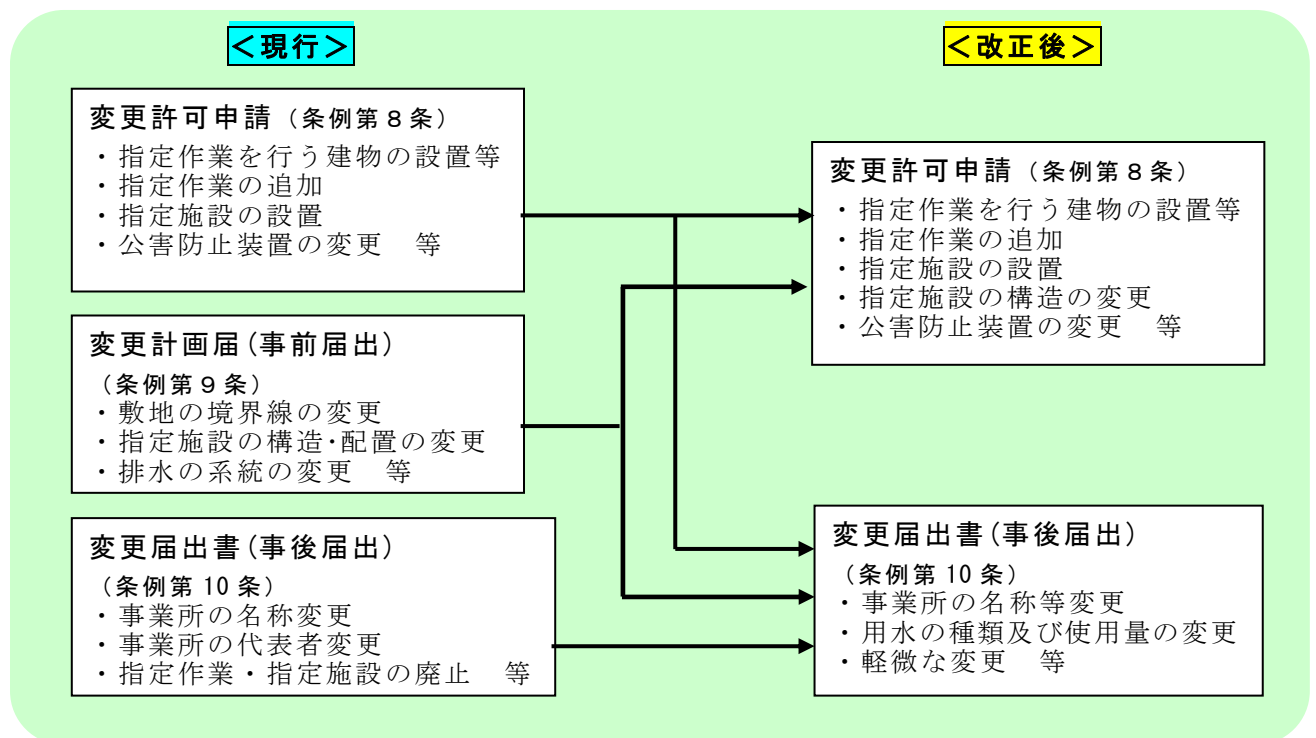 ＜現行＞
変更許可申請（条例第８条）
・指定作業を行う建物の設置等
・指定作業の追加
・指定施設の設置
・公害防止装置の変更　等
変更計画届(事前届出)
（条例第９条）
・敷地の境界線の変更
・指定施設の構造･配置の変更
・排水の系統の変更　等
変更届出書(事後届出)
（条例第 10 条）
・事業所の名称変更
・事業所の代表者変更
・指定作業・指定施設の廃止　等
＜改正後＞
変更許可申請（条例第８条）
・指定作業を行う建物の設置等
・指定作業の追加
・指定施設の設置
・指定施設の構造の変更
・公害防止装置の変更　等
変更届出書(事後届出)
（条例第 10 条）
・事業所の名称等変更
・用水の種類及び使用量の変更
・軽微な変更　等